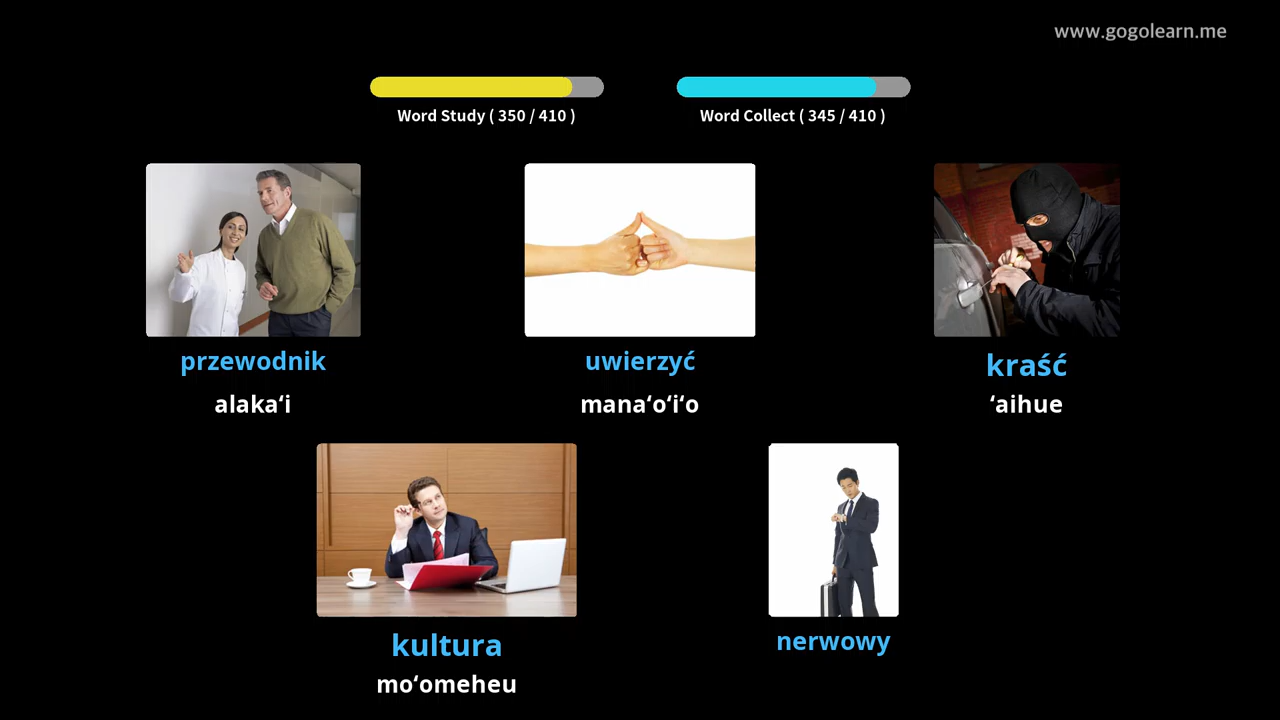 www.gogolearn.me
Word Study ( 350 / 410 )
Word Collect ( 345 / 410 )
przewodnik
uwierzyć
kraść
alakaʻi
manaʻoʻiʻo
ʻaihue
kultura
nerwowy
moʻomeheu